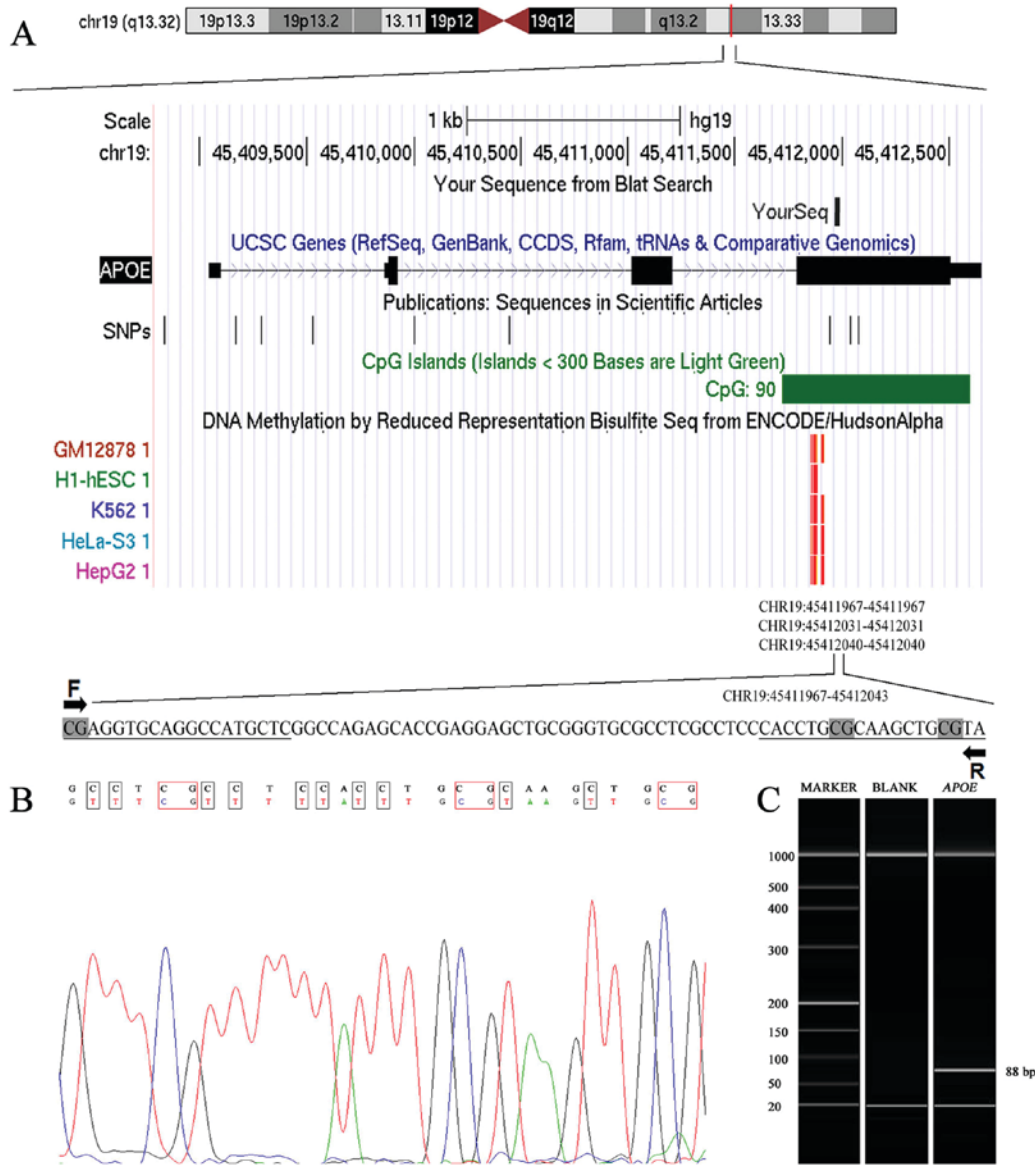 A
chr19 (q13.32) 19p13.3 19p13.2 13.11 19p12 19q12 q13.2 13.33
Scale 1 kb hg19
chr19: 45,409,500 45,410,000 45,410,500 45,411,000 45,411,500 45,412,000 45,412,500
Your Sequence from Blat Search
YourSeq
UCSC Genes (RefSeq, GenBank, CCDS, Rfam, tRNAs & Comparative Genomics)
APOE
Publications: Sequences in Scientific Articles
SNPs
CpG Islands (Islands < 300 Bases are Light Green)
CpG: 90
DNA Methylation by Reduced Representation Bisulfite Seq from ENCODE/HudsonAlpha
GM12878 1
H1-hESC 1
K562 1
HeLa-S3 1
HepG2 1
CHR19:45411967-45411967
CHR19:45412031-45412031
CHR19:45412040-45412040
F
CHR19:45411967-45412043
CGAGGTGCAGGCCATGCTCGGCCAGAGCACCGAGGAGCTGCGGGTGCGCCTCGCCTCCCACCTGCGCAAGCTGCGTA
R
B
G C C T C G C C T C C A C C T G C G C A A G C T G C G
G T T T C G T T T T T A T T T G C G T A A G T T G C G
C
MARKER BLANK APOE
1000
500
400
300
200
150
100
50
20
88 bp